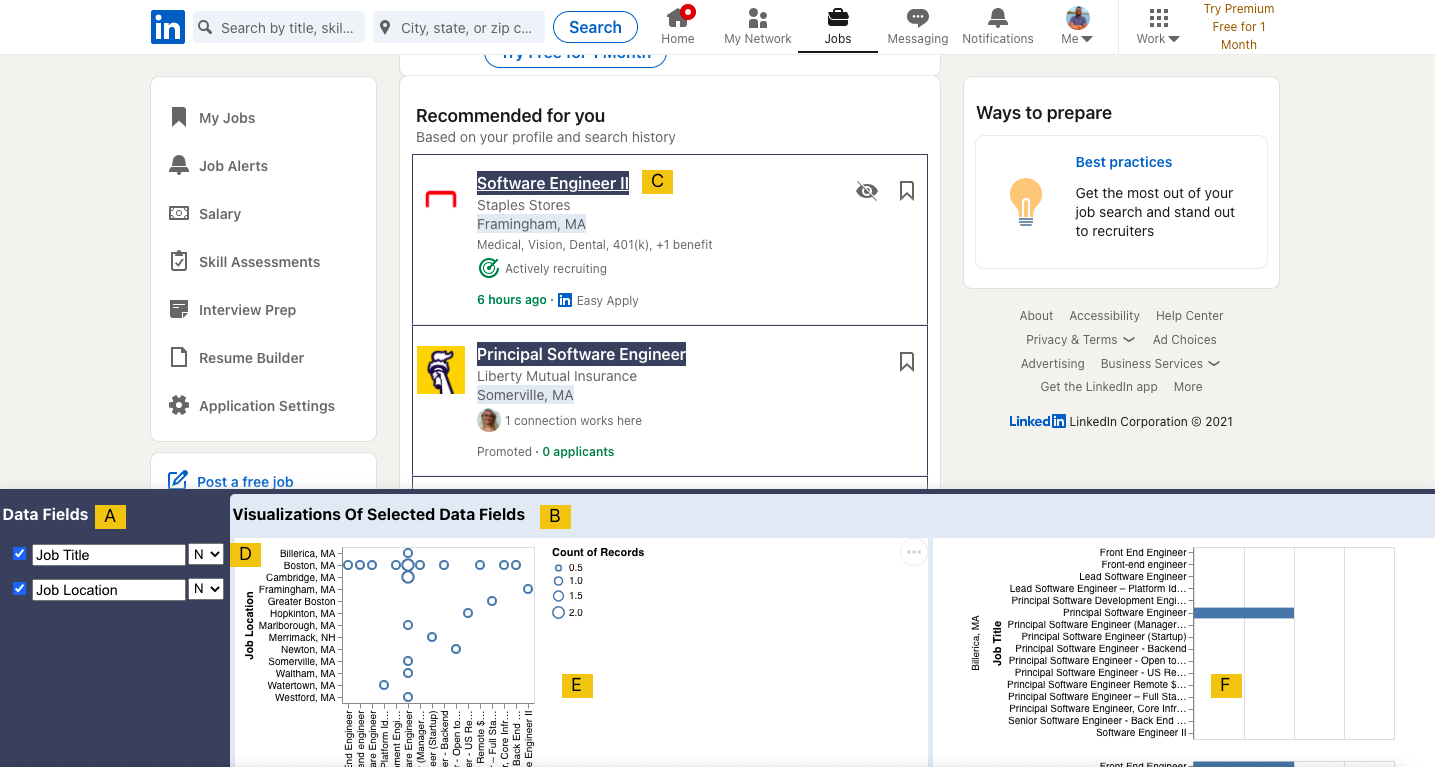 in Search by title, skil... City, state, or zip c... Search Home My Network Jobs Messaging Notifications Me Work Try Premium
Free for 1
Month
Try Free for 1 Month
My Jobs
Job Alerts
Salary
Skill Assessments
Interview Prep
Resume Builder
Application Settings
Post a free job
Recommended for you
Based on your profile and search history
Software Engineer II C
Staples Stores
Framingham, MA
Medical, Vision, Dental, 401(k), +1 benefit
Actively recruiting
6 hours ago · in Easy Apply
Principal Software Engineer
Liberty Mutual Insurance
Somerville, MA
1 connection works here
Promoted · 0 applicants
Ways to prepare
Best practices
Get the most out of your
job search and stand out
to recruiters
About Accessibility Help Center
Privacy & Terms Ad Choices
Advertising Business Services
Get the LinkedIn app More
LinkedIn LinkedIn Corporation © 2021
Data Fields A
Job Title N
Job Location N
Visualizations Of Selected Data Fields B
D
Job Location
Billerica, MA
Boston, MA
Cambridge, MA
Framingham, MA
Greater Boston
Hopkinton, MA
Marlborough, MA
Merrimack, NH
Newton, MA
Somerville, MA
Waltham, MA
Watertown, MA
Westford, MA
End Engineer
end engineer
are Engineer
Platform Id...
ment Engi...
are Engineer
(Manager...
eer (Startup)
er - Backend
r - Open to...
er - US Re...
Remote $...
r – Full Sta...
r, Core Infr...
Back End ...
e Engineer II
Count of Records
0.5
1.0
1.5
2.0
E
Billerica, MA
Job Title
Front End Engineer
Front-end engineer
Lead Software Engineer
Lead Software Engineer – Platform Id...
Principal Software Development Engi...
Principal Software Engineer
Principal Software Engineer (Manager...
Principal Software Engineer (Startup)
Principal Software Engineer - Backend
Principal Software Engineer - Open to...
Principal Software Engineer - US Re...
Principal Software Engineer Remote $...
Principal Software Engineer – Full Sta...
Principal Software Engineer, Core Infr...
Senior Software Engineer - Back End ...
Software Engineer II
F
Front End Engineer